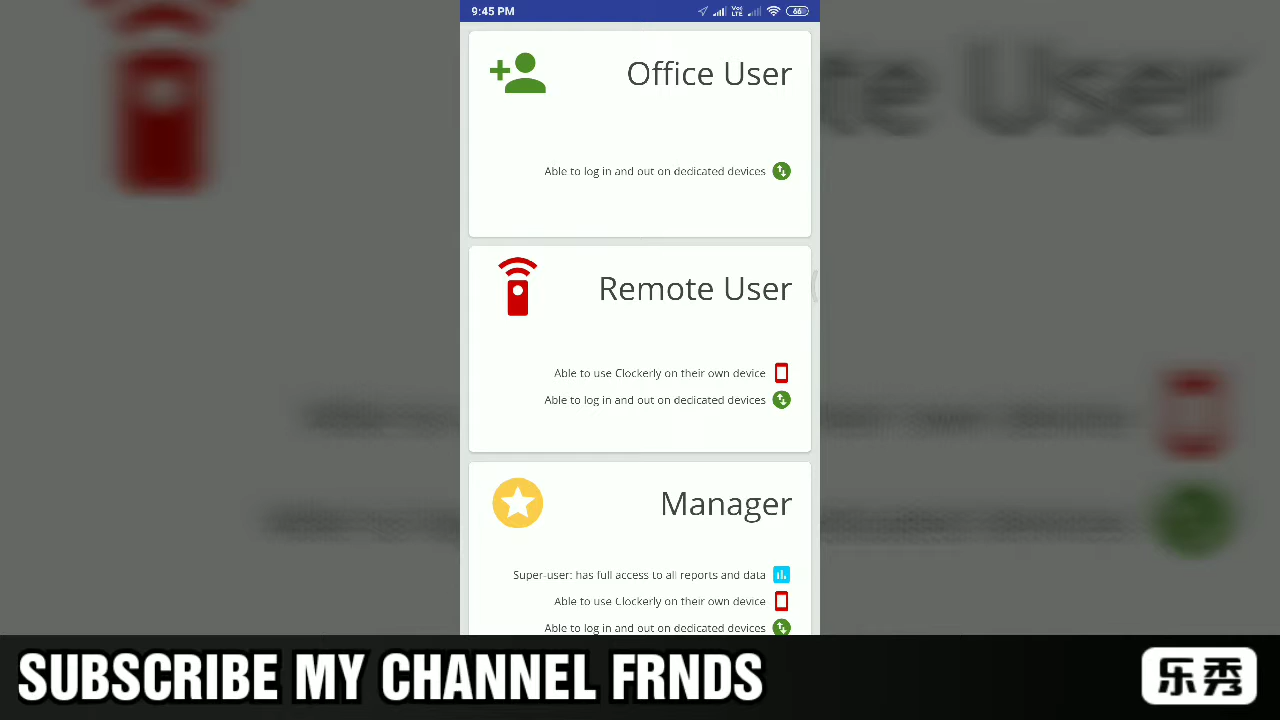 9:45 PM
Vo)
LTE
66
Office User
Able to log in and out on dedicated devices
Remote User
Able to use Clockerly on their own device
Able to log in and out on dedicated devices
Manager
Super-user: has full access to all reports and data
Able to use Clockerly on their own device
Able to log in and out on dedicated devices
SUBSCRIBE MY CHANNEL FRNDS
乐秀